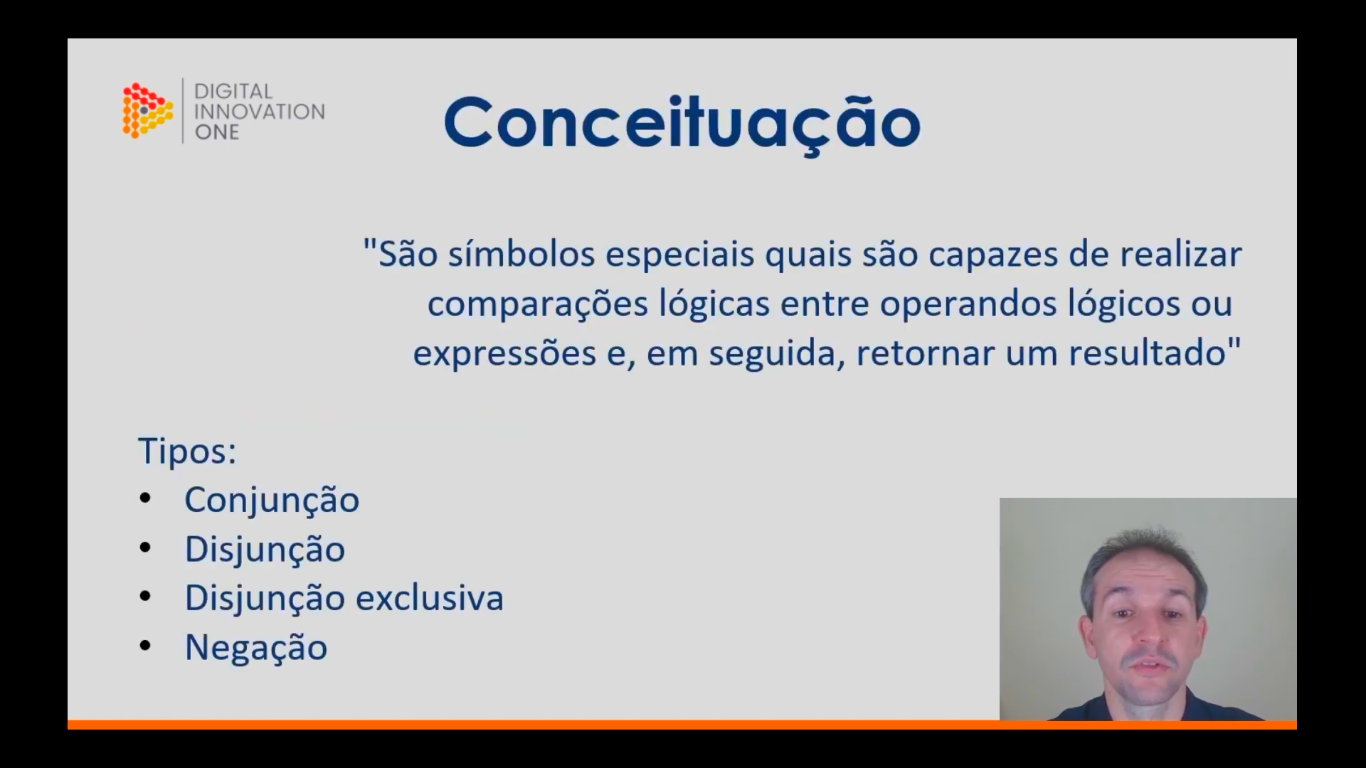 DIGITAL
INNOVATION
ONE
Conceituação
"São símbolos especiais quais são capazes de realizar
comparações lógicas entre operandos lógicos ou
expressões e, em seguida, retornar um resultado"
Tipos:
• Conjunção
• Disjunção
• Disjunção exclusiva
• Negação